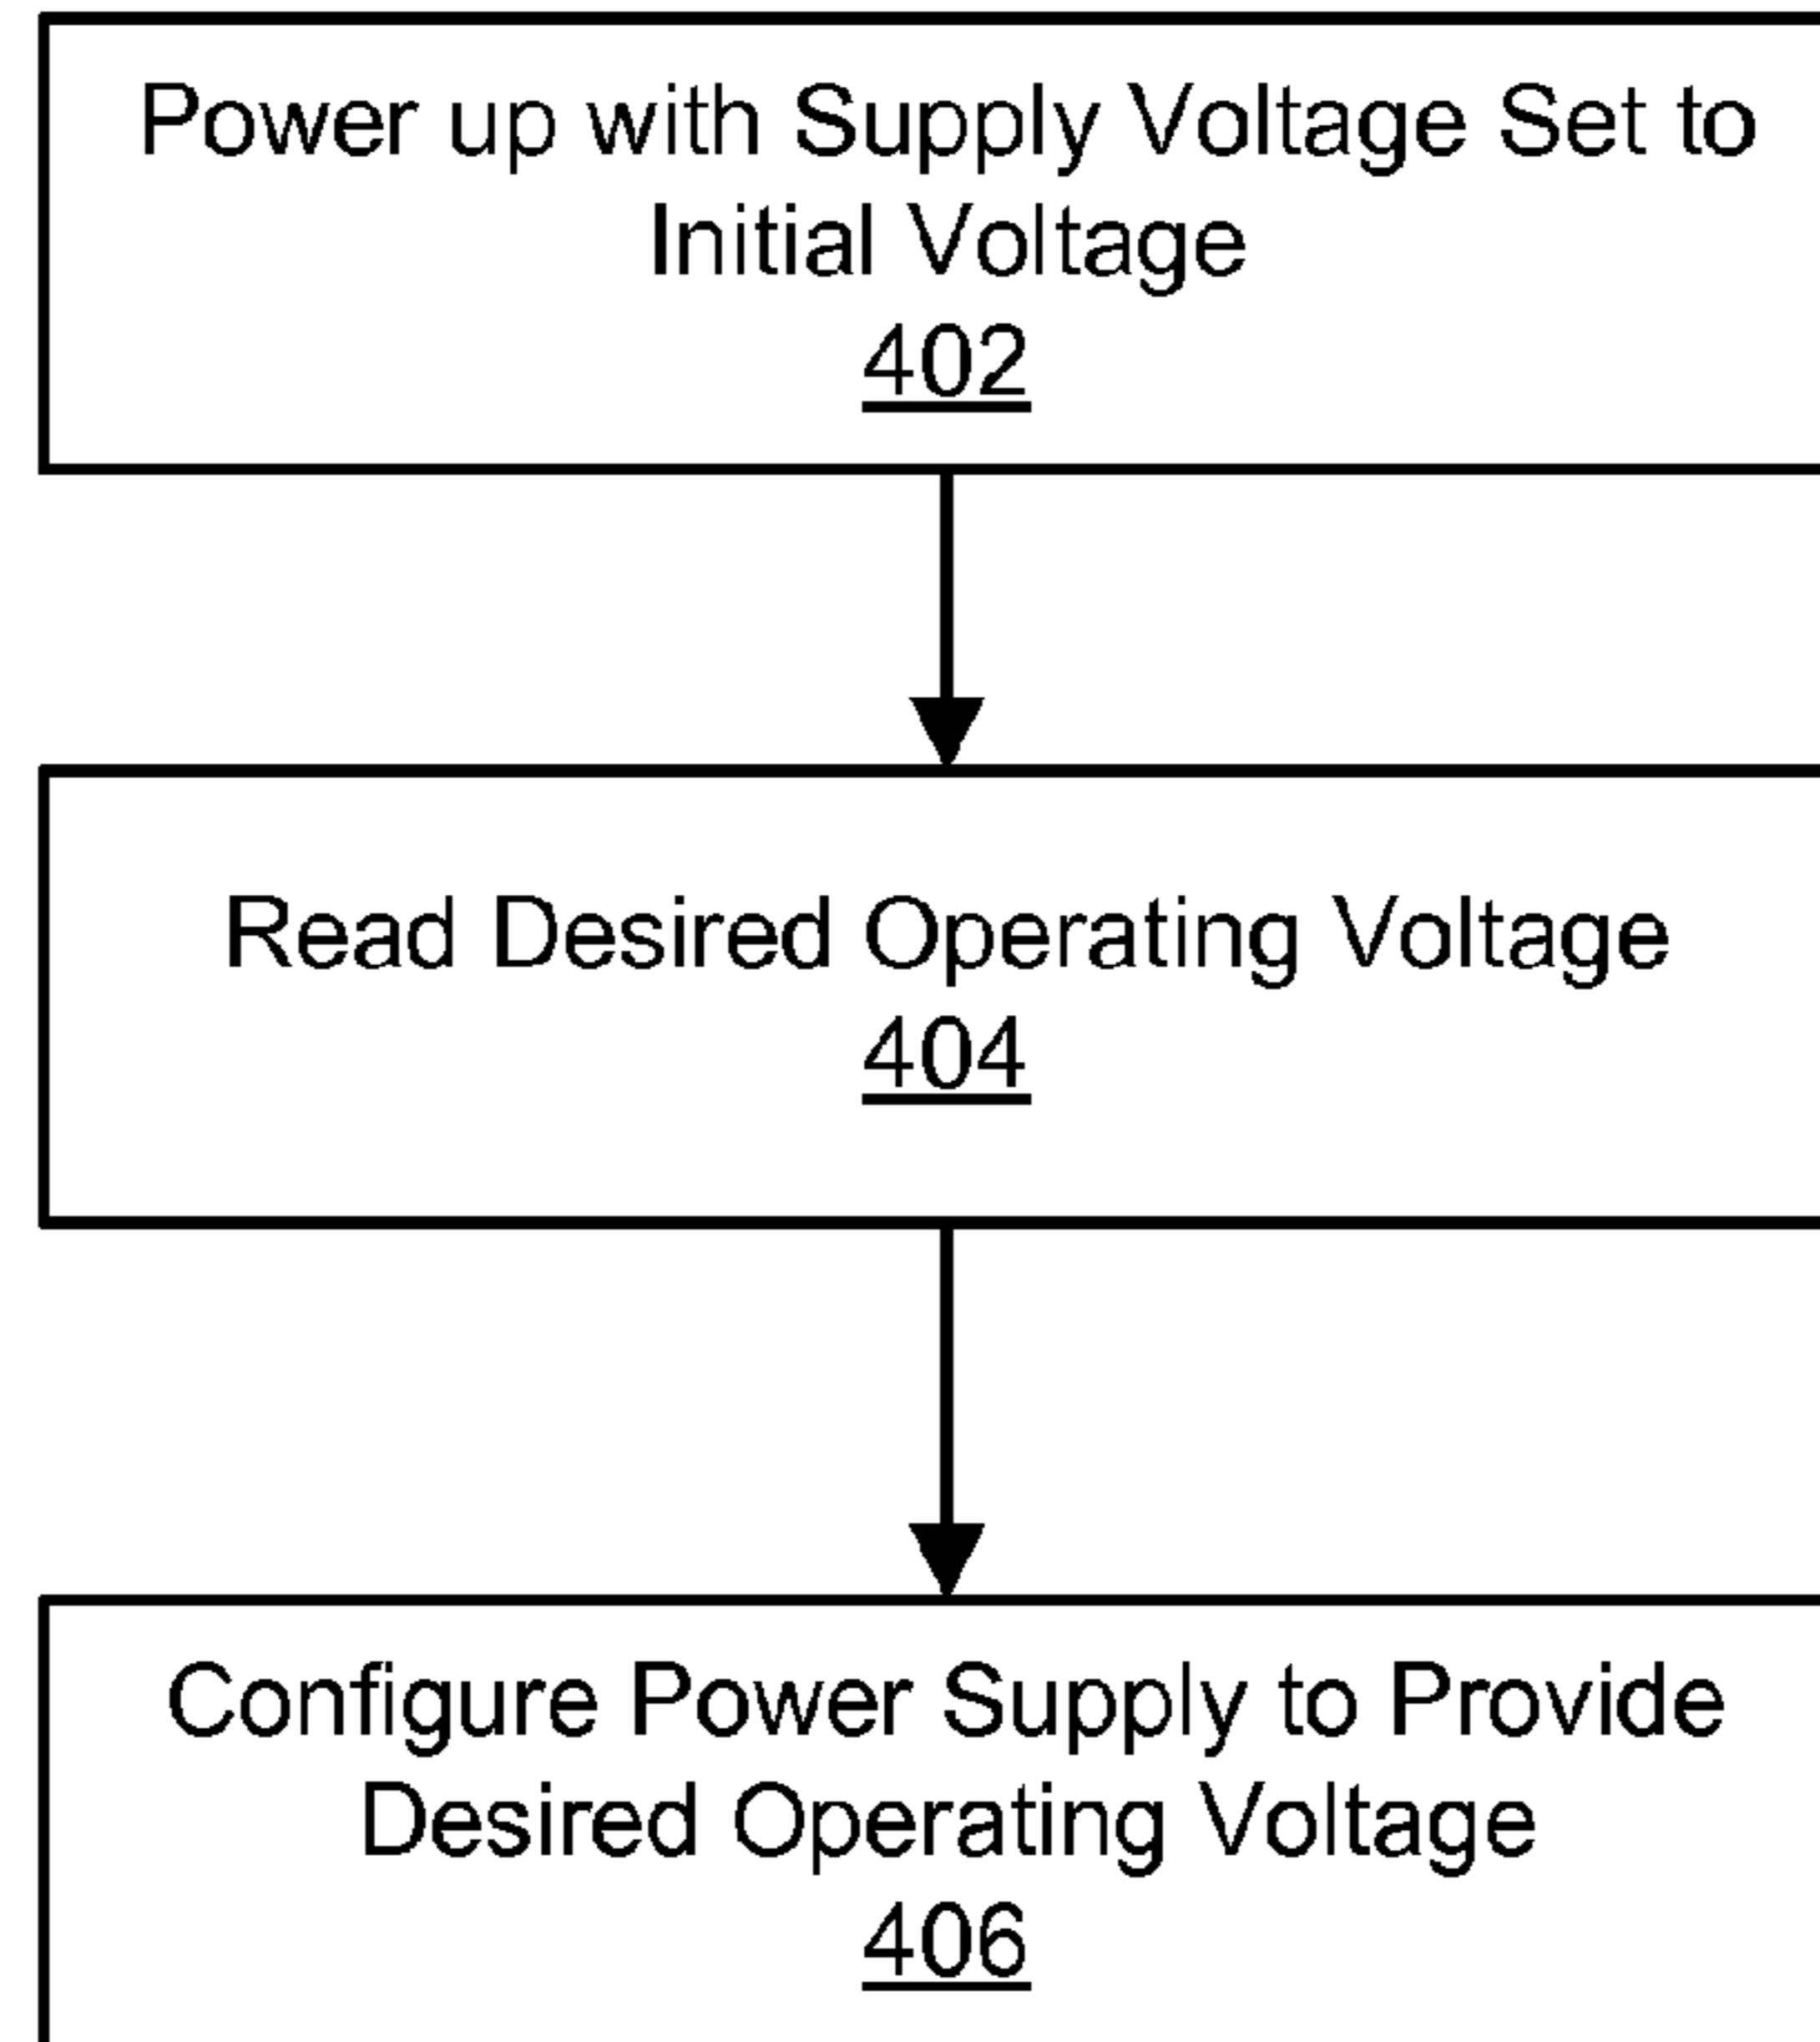 Power up with Supply Voltage Set to
Initial Voltage
402
Read Desired Operating Voltage
404
Configure Power Supply to Provide
Desired Operating Voltage
406